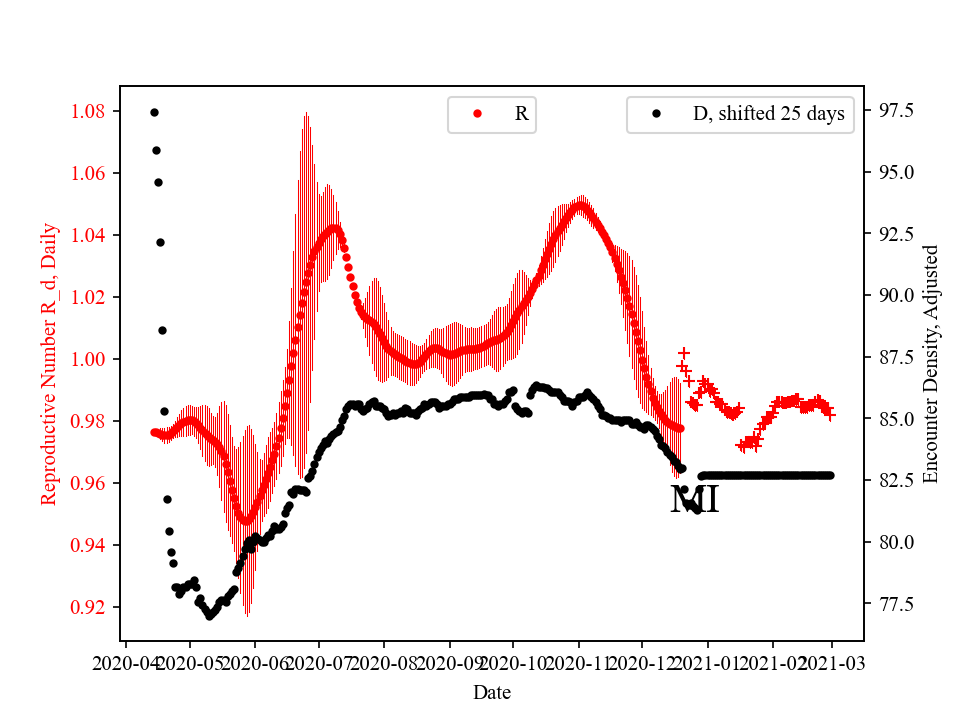 R
D, shifted 25 days
1.08
1.06
1.04
1.02
1.00
0.98
0.96
0.94
0.92
Reproductive Number R_d, Daily
97.5
95.0
92.5
90.0
87.5
85.0
82.5
80.0
77.5
Encounter Density, Adjusted
MI
2020-04 2020-05 2020-06 2020-07 2020-08 2020-09 2020-10 2020-11 2020-12 2021-01 2021-02 2021-03
Date